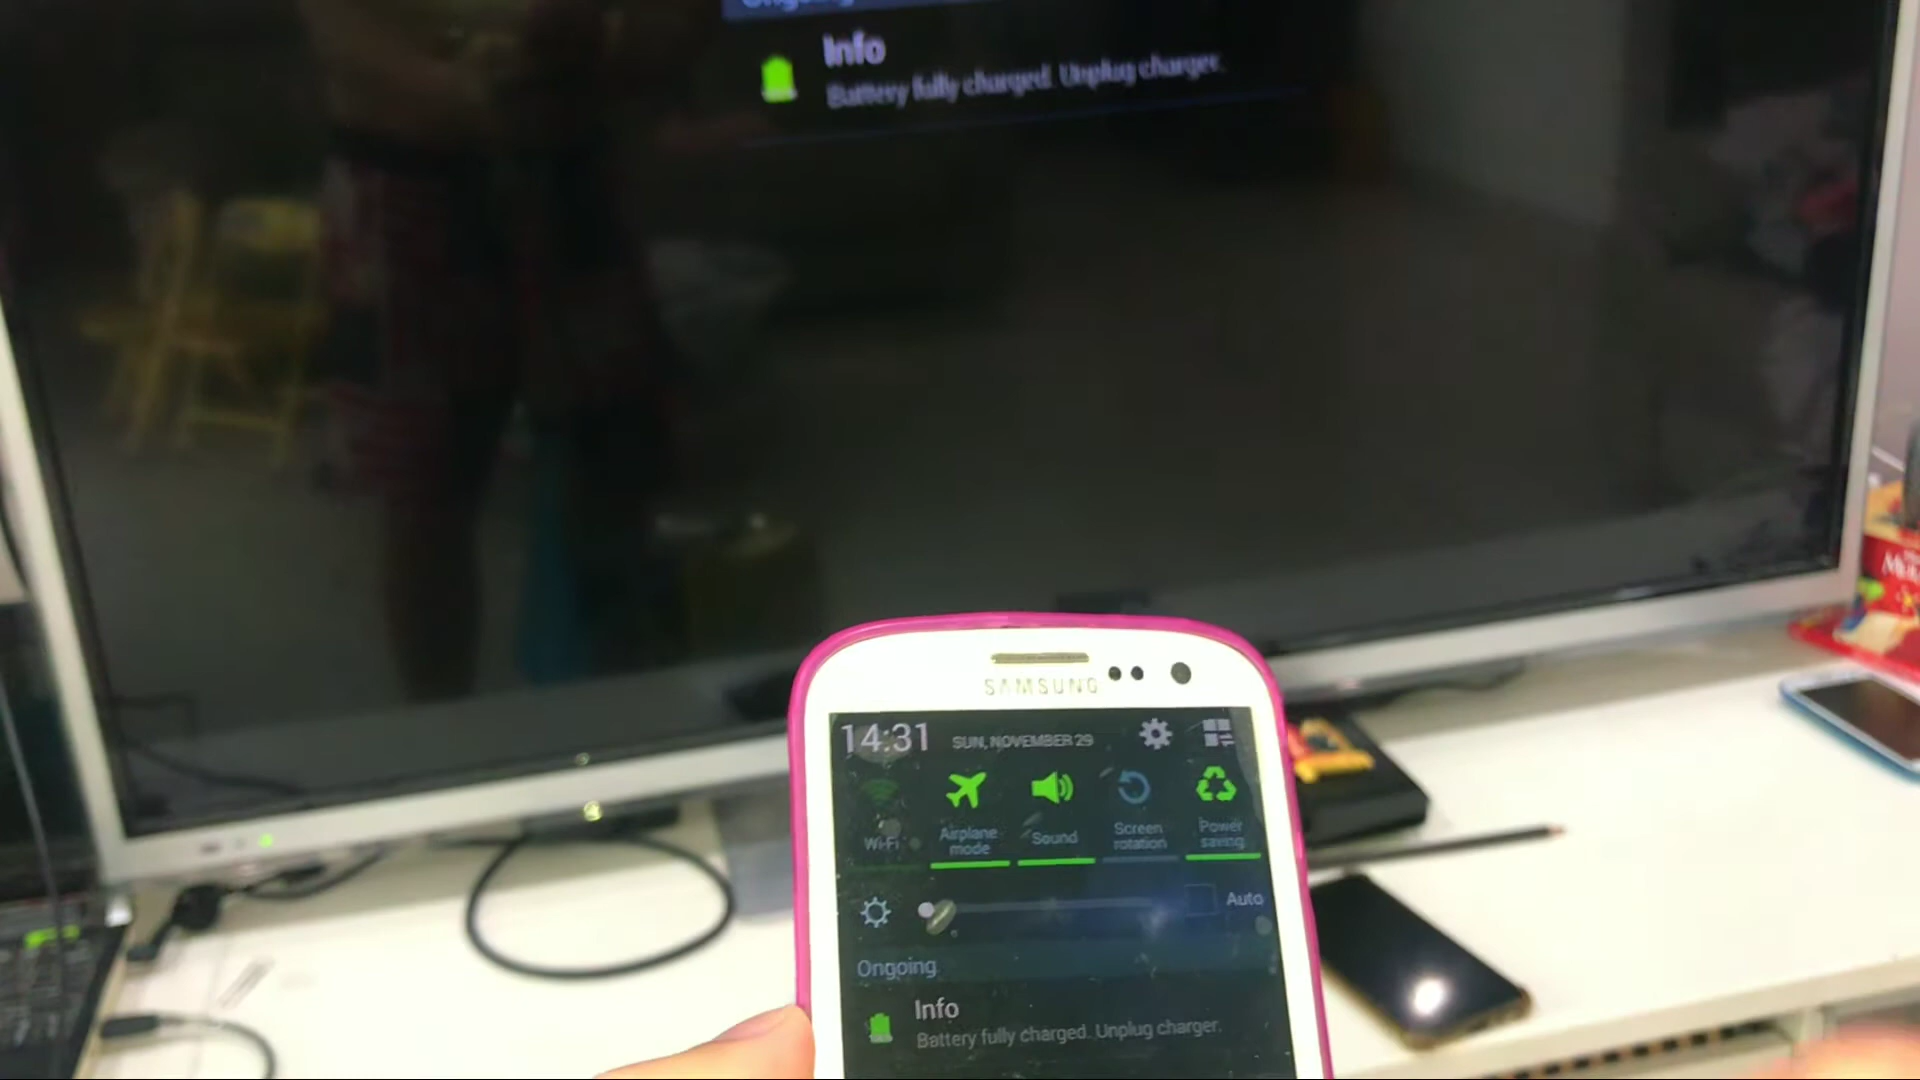 Ongoing
Info
Battery fully charged. Unplug charger.
SAMSUNG
14:31 SUN, NOVEMBER 29
Wi-Fi
Airplane
mode
Sound
Screen
rotation
Power
saving
Auto
Ongoing
Info
Battery fully charged. Unplug charger.